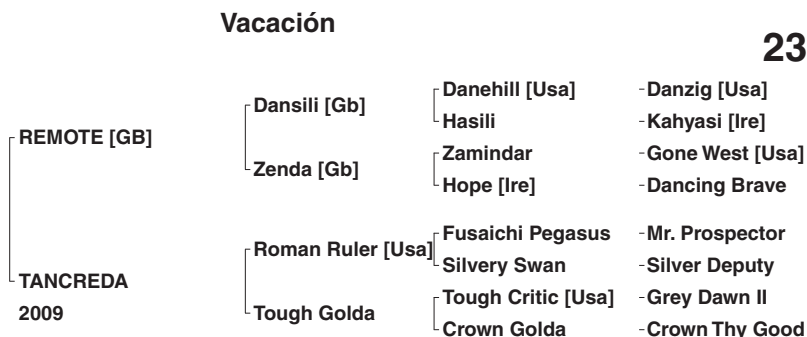 Vacación
23
Danehill [Usa] -Danzig [Usa]
Dansili [Gb]
Hasili -Kahyasi [Ire]
REMOTE [GB]
Zamindar -Gone West [Usa]
Zenda [Gb]
Hope [Ire] -Dancing Brave
Fusaichi Pegasus -Mr. Prospector
Roman Ruler [Usa]
Silvery Swan -Silver Deputy
TANCREDA
Tough Critic [Usa] -Grey Dawn II
2009
Tough Golda
Crown Golda -Crown Thy Good